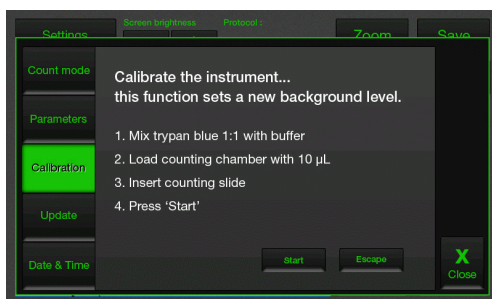 Screen brightness
Protocol :
Settings
Zoom
Save
Count mode
Parameters
Calibration
Update
Date & Time
Calibrate the instrument...
this function sets a new background level.
1. Mix trypan blue 1:1 with buffer
2. Load counting chamber with 10 µL
3. Insert counting slide
4. Press ‘Start’
Start
Escape
X
Close